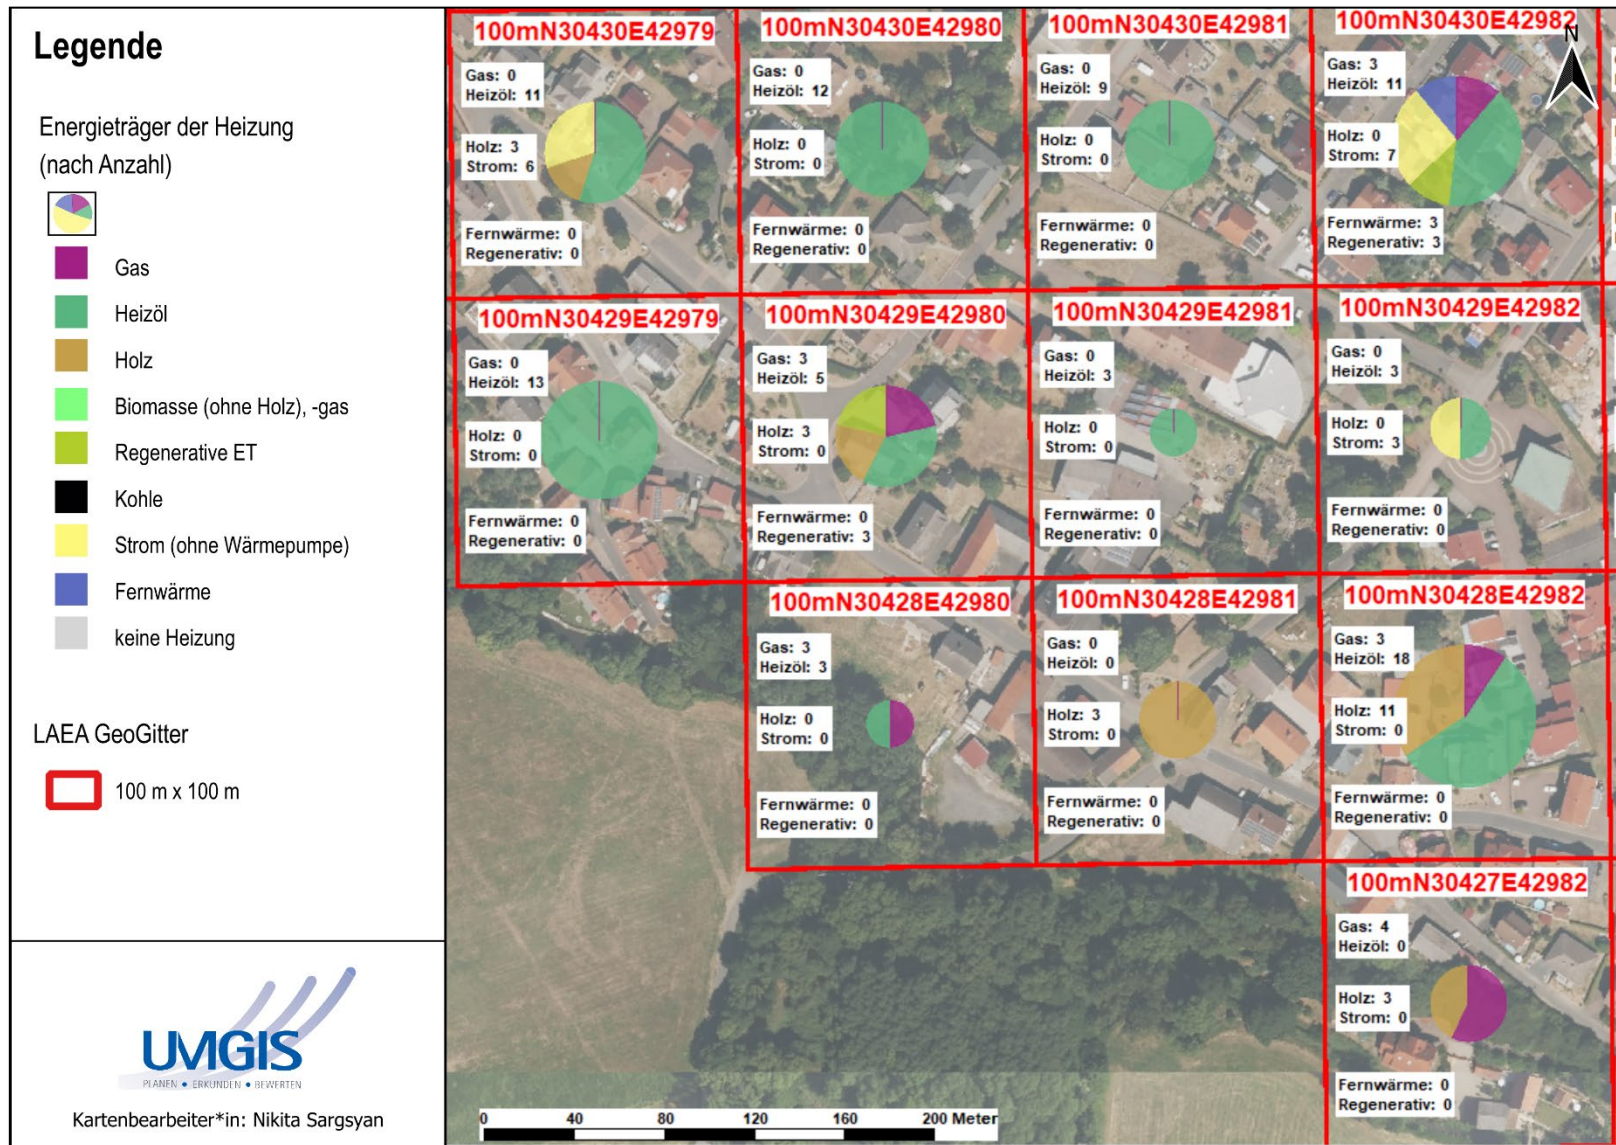 Legende
Energieträger der Heizung
(nach Anzahl)
Gas
Heizöl
Holz
Biomasse (ohne Holz), -gas
Regenerative ET
Kohle
Strom (ohne Wärmepumpe)
Fernwärme
keine Heizung
LAEA GeoGitter
100 m x 100 m
UMGIS
PLANEN • ERKUNDEN • BEWERTEN
Kartenbearbeiter*in: Nikita Sargsyan
100mN30430E42979
Gas: 0
Heizöl: 11
Holz: 3
Strom: 6
Fernwärme: 0
Regenerativ: 0
100mN30430E42980
Gas: 0
Heizöl: 12
Holz: 0
Strom: 0
Fernwärme: 0
Regenerativ: 0
100mN30430E42981
Gas: 0
Heizöl: 9
Holz: 0
Strom: 0
Fernwärme: 0
Regenerativ: 0
100mN30430E42982
N
Gas: 3
Heizöl: 11
Holz: 0
Strom: 7
Fernwärme: 3
Regenerativ: 3
100mN30429E42979
Gas: 0
Heizöl: 13
Holz: 0
Strom: 0
Fernwärme: 0
Regenerativ: 0
100mN30429E42980
Gas: 3
Heizöl: 5
Holz: 3
Strom: 0
Fernwärme: 0
Regenerativ: 3
100mN30429E42981
Gas: 0
Heizöl: 3
Holz: 0
Strom: 0
Fernwärme: 0
Regenerativ: 0
100mN30429E42982
Gas: 0
Heizöl: 3
Holz: 0
Strom: 3
Fernwärme: 0
Regenerativ: 0
100mN30428E42980
Gas: 3
Heizöl: 3
Holz: 0
Strom: 0
Fernwärme: 0
Regenerativ: 0
100mN30428E42981
Gas: 0
Heizöl: 0
Holz: 3
Strom: 0
Fernwärme: 0
Regenerativ: 0
100mN30428E42982
Gas: 3
Heizöl: 18
Holz: 11
Strom: 0
Fernwärme: 0
Regenerativ: 0
100mN30427E42982
Gas: 4
Heizöl: 0
Holz: 3
Strom: 0
Fernwärme: 0
Regenerativ: 0
0 40 80 120 160 200 Meter